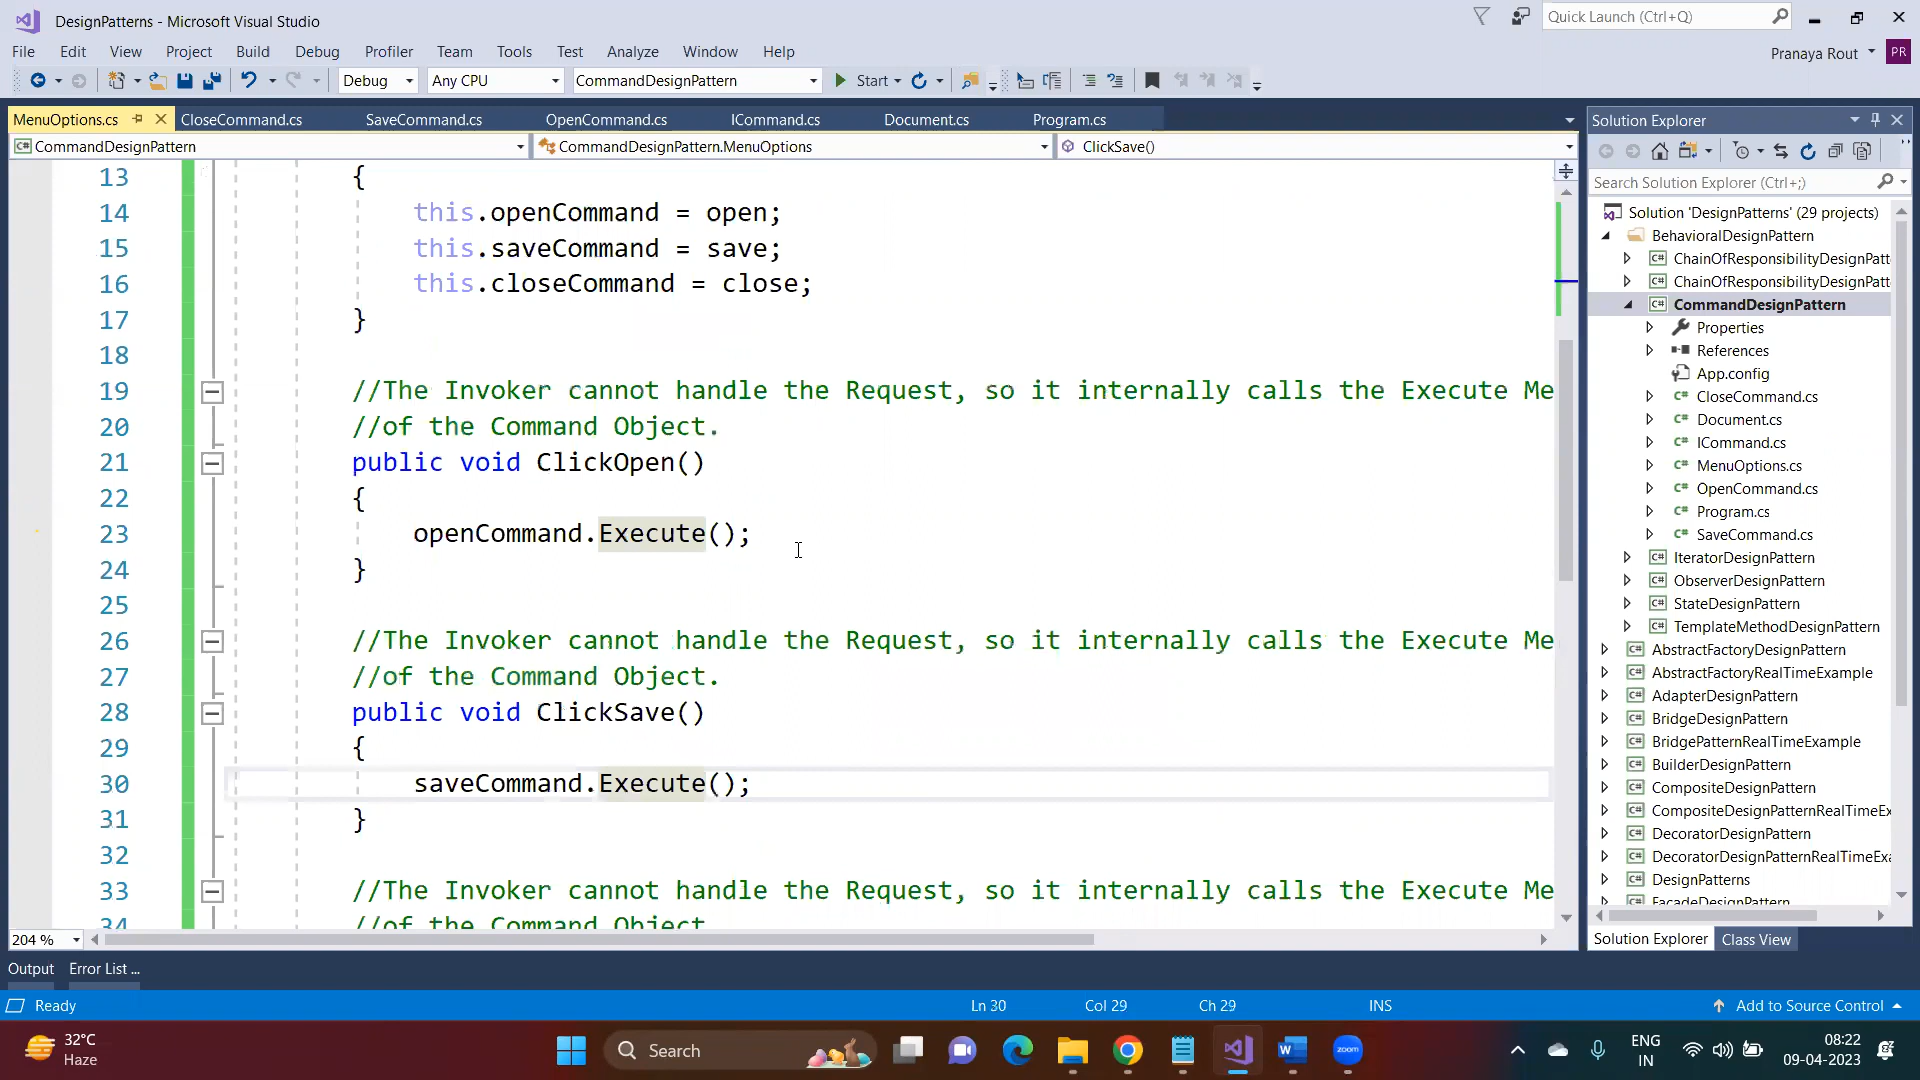 DesignPatterns - Microsoft Visual Studio
Quick Launch (Ctrl+Q)
File Edit View Project Build Debug Profiler Team Tools Test Analyze Window Help
Pranaya Rout PR
Debug Any CPU CommandDesignPattern Start
MenuOptions.cs CloseCommand.cs SaveCommand.cs OpenCommand.cs ICommand.cs Document.cs Program.cs
CommandDesignPattern CommandDesignPattern.MenuOptions ClickSave()
13 {
14 this.openCommand = open;
15 this.saveCommand = save;
16 this.closeCommand = close;
17 }
18
19 //The Invoker cannot handle the Request, so it internally calls the Execute Me
20 //of the Command Object.
21 public void ClickOpen()
22 {
23 openCommand.Execute();
24 }
25
26 //The Invoker cannot handle the Request, so it internally calls the Execute Me
27 //of the Command Object.
28 public void ClickSave()
29 {
30 saveCommand.Execute();
31 }
32
33 //The Invoker cannot handle the Request, so it internally calls the Execute Me
34 //of the Command Object
204 %
Solution Explorer
Search Solution Explorer (Ctrl+;)
Solution 'DesignPatterns' (29 projects)
BehavioralDesignPattern
C# ChainOfResponsibilityDesignPatt
C# ChainOfResponsibilityDesignPatt
C# CommandDesignPattern
Properties
References
App.config
C# CloseCommand.cs
C# Document.cs
C# ICommand.cs
C# MenuOptions.cs
C# OpenCommand.cs
C# Program.cs
C# SaveCommand.cs
C# IteratorDesignPattern
C# ObserverDesignPattern
C# StateDesignPattern
C# TemplateMethodDesignPattern
C# AbstractFactoryDesignPattern
C# AbstractFactoryRealTimeExample
C# AdapterDesignPattern
C# BridgeDesignPattern
C# BridgePatternRealTimeExample
C# BuilderDesignPattern
C# CompositeDesignPattern
C# CompositeDesignPatternRealTimeEx
C# DecoratorDesignPattern
C# DecoratorDesignPatternRealTimeExa
C# DesignPatterns
C# FacadeDesignPattern
Solution Explorer Class View
Output Error List ...
Ready Ln 30 Col 29 Ch 29 INS Add to Source Control
32°C
Haze
Search
zoom
ENG
IN
08:22
09-04-2023